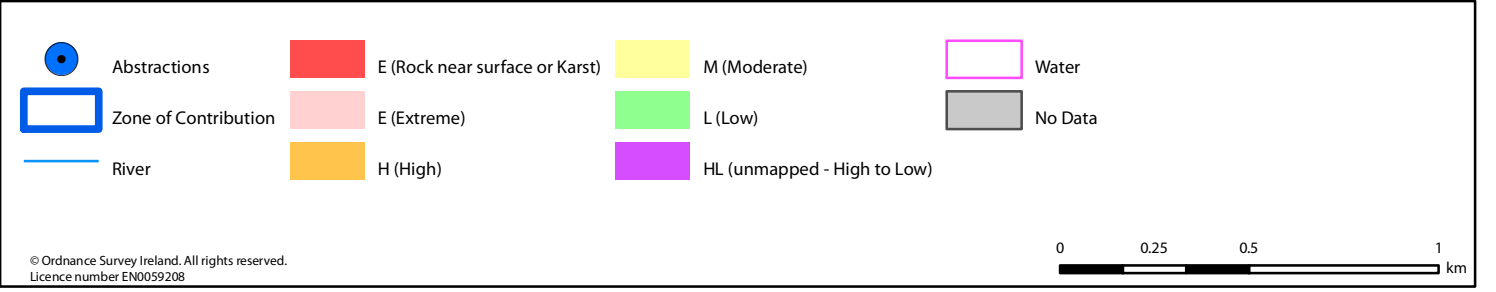 Abstractions
Zone of Contribution
River
E (Rock near surface or Karst)
E (Extreme)
H (High)
M (Moderate)
L (Low)
HL (unmapped - High to Low)
Water
No Data
© Ordnance Survey Ireland. All rights reserved.
Licence number EN0059208
0 0.25 0.5 1
km